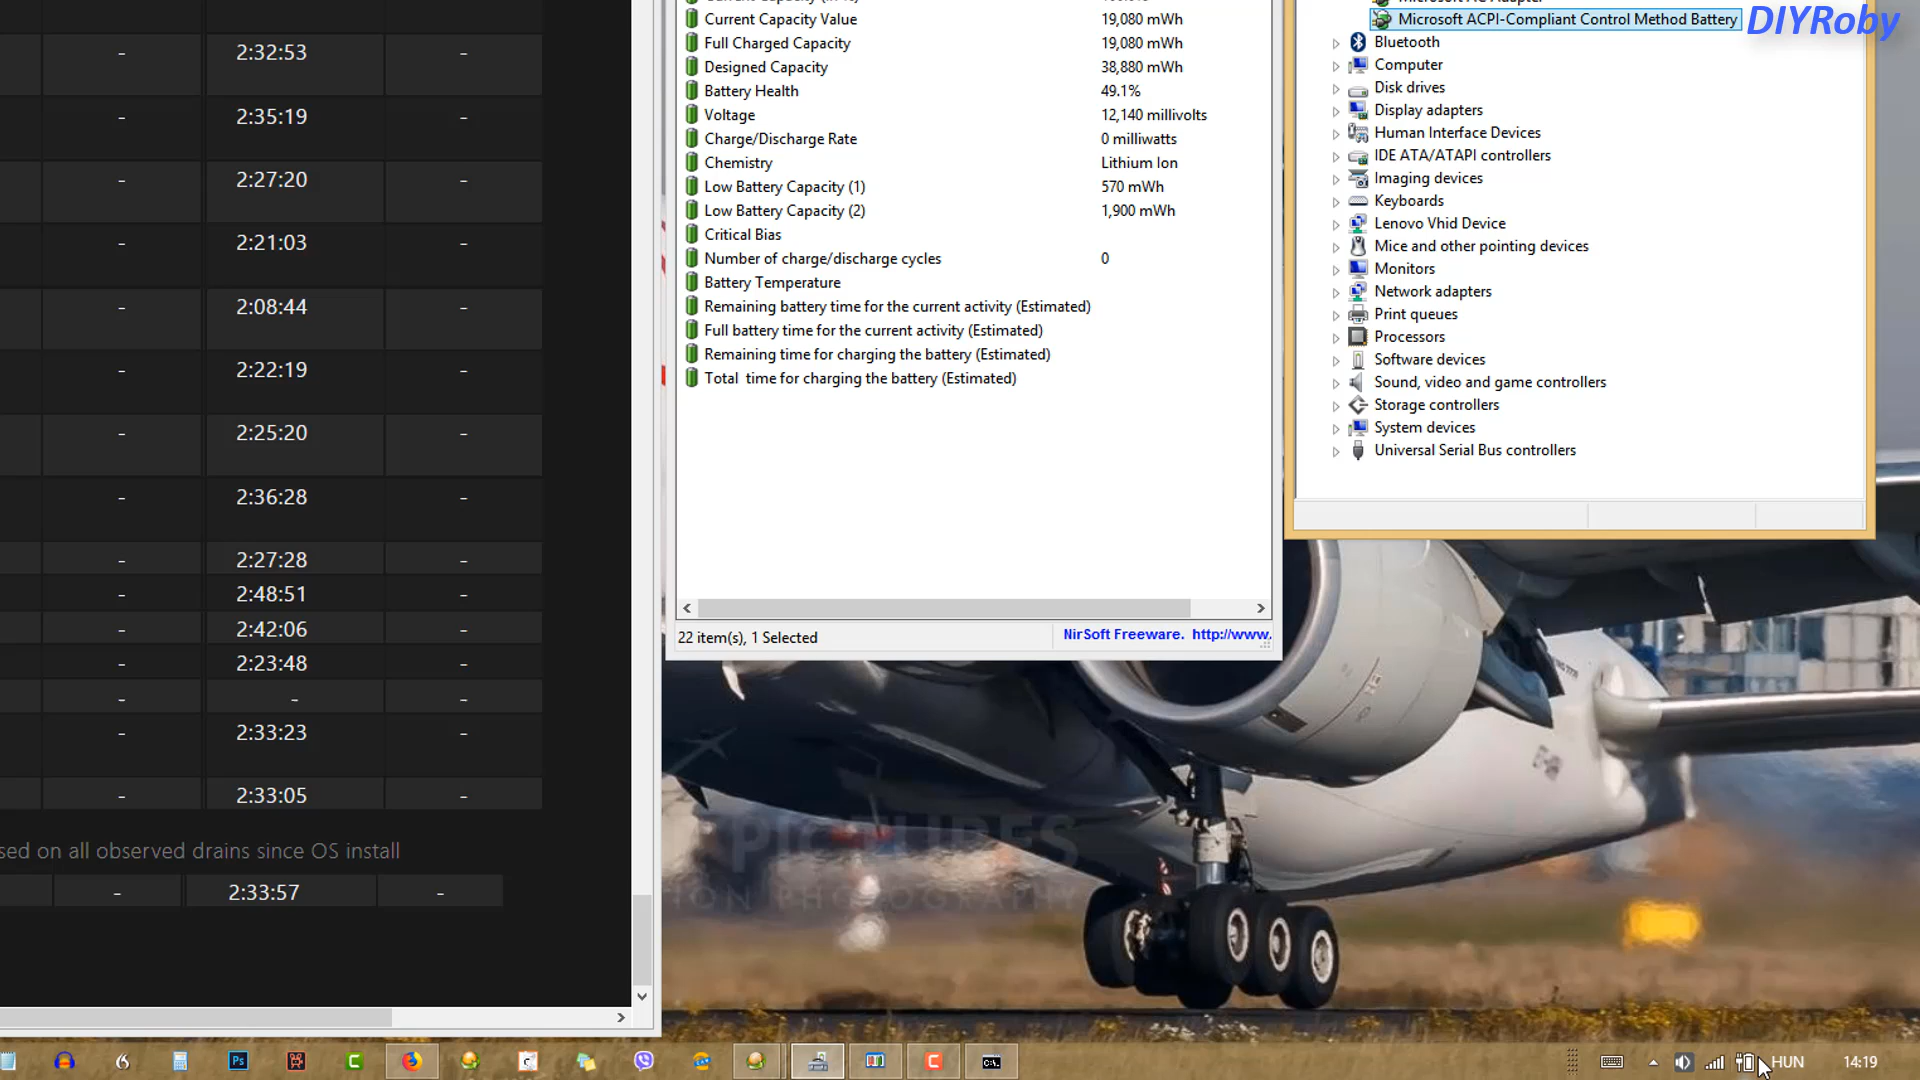 2:32:53
-
-
2:35:19
-
-
2:27:20
-
-
2:21:03
-
-
2:08:44
-
-
2:22:19
-
-
2:25:20
-
-
2:36:28
-
-
2:27:28
-
-
2:48:51
-
-
2:42:06
-
-
2:23:48
-
-
-
-
-
2:33:23
-
-
2:33:05
-
-
sed on all observed drains since OS install
-
2:33:57
-
Current Capacity Value 19,080 mWh
Full Charged Capacity 19,080 mWh
Designed Capacity 38,880 mWh
Battery Health 49.1%
Voltage 12,140 millivolts
Charge/Discharge Rate 0 milliwatts
Chemistry Lithium Ion
Low Battery Capacity (1) 570 mWh
Low Battery Capacity (2) 1,900 mWh
Critical Bias
Number of charge/discharge cycles 0
Battery Temperature
Remaining battery time for the current activity (Estimated)
Full battery time for the current activity (Estimated)
Remaining time for charging the battery (Estimated)
Total time for charging the battery (Estimated)
22 item(s), 1 Selected
NirSoft Freeware. http://www.
Microsoft ACPI-Compliant Control Method Battery
DIYRoby
Bluetooth
Computer
Disk drives
Display adapters
Human Interface Devices
IDE ATA/ATAPI controllers
Imaging devices
Keyboards
Lenovo Vhid Device
Mice and other pointing devices
Monitors
Network adapters
Print queues
Processors
Software devices
Sound, video and game controllers
Storage controllers
System devices
Universal Serial Bus controllers
PICTURES
ION PHOTOGRAPHY
Ps
HUN
14:19